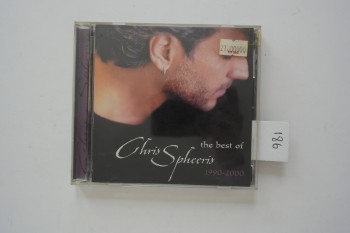 the best of
Chris Spheeris
1990-2000
186